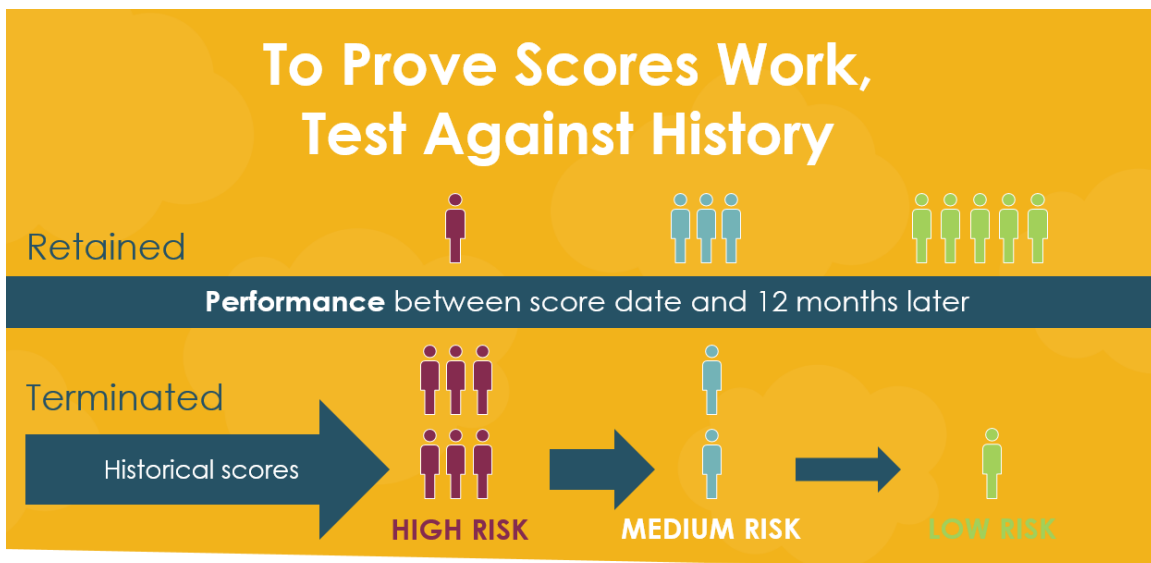 To Prove Scores Work,
Test Against History
Retained
Performance between score date and 12 months later
Terminated
Historical scores
HIGH RISK
MEDIUM RISK
LOW RISK